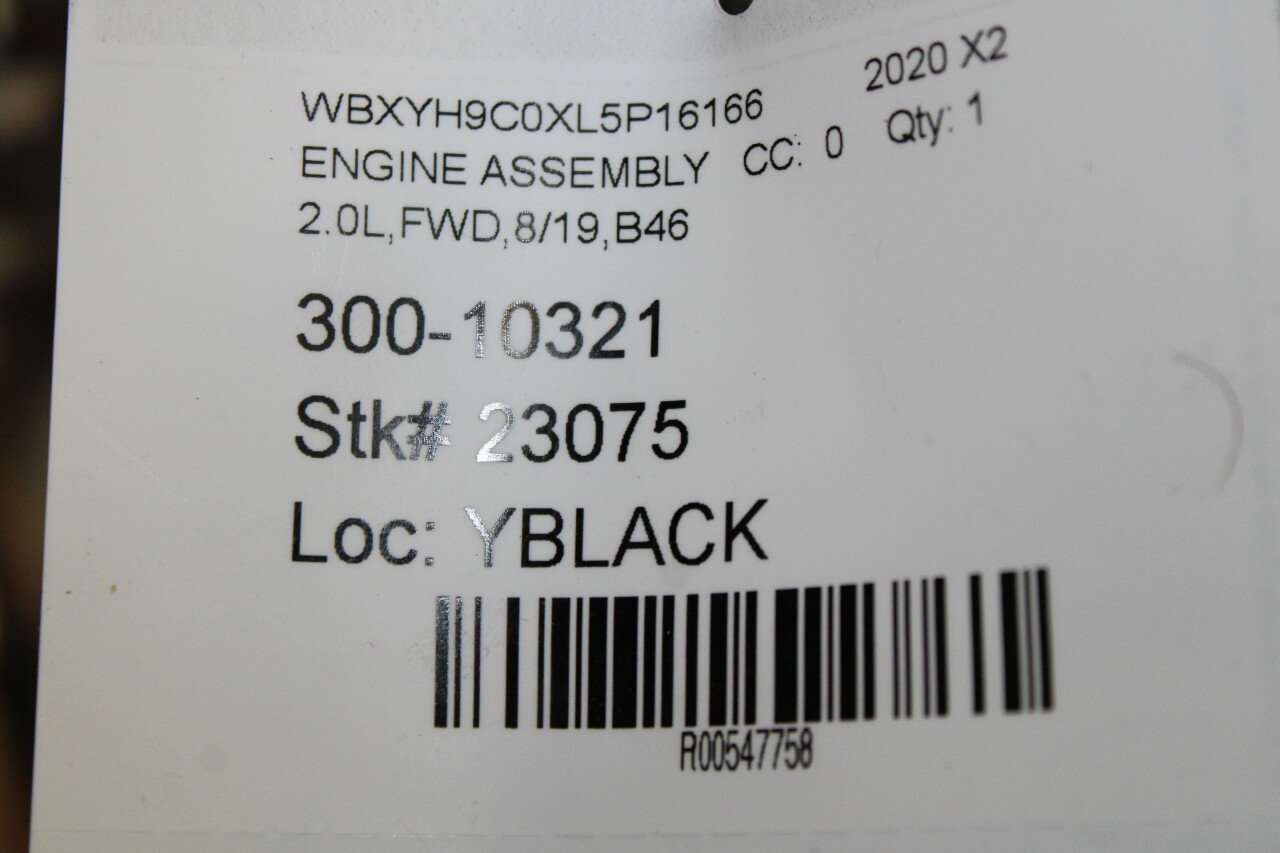 WBXYH9C0XL5P16166 2020 X2
ENGINE ASSEMBLY CC: 0 Qty: 1
2.0L,FWD,8/19,B46
300-10321
Stk# 23075
Loc: YBLACK
R00547758